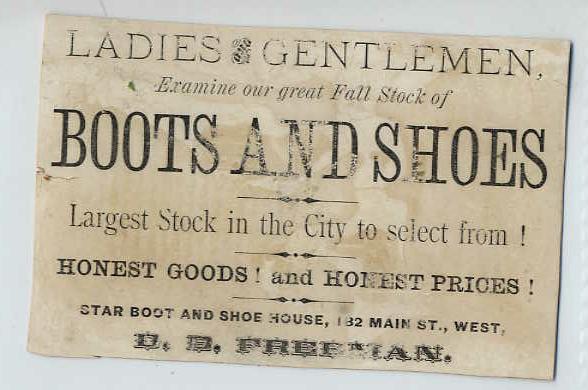 LADIES & GENTLEMEN,
Examine our great Fall Stock of
BOOTS AND SHOES
Largest Stock in the City to select from !
HONEST GOODS ! and HONEST PRICES !
STAR BOOT AND SHOE HOUSE, 132 MAIN ST., WEST,
FREEMAN.